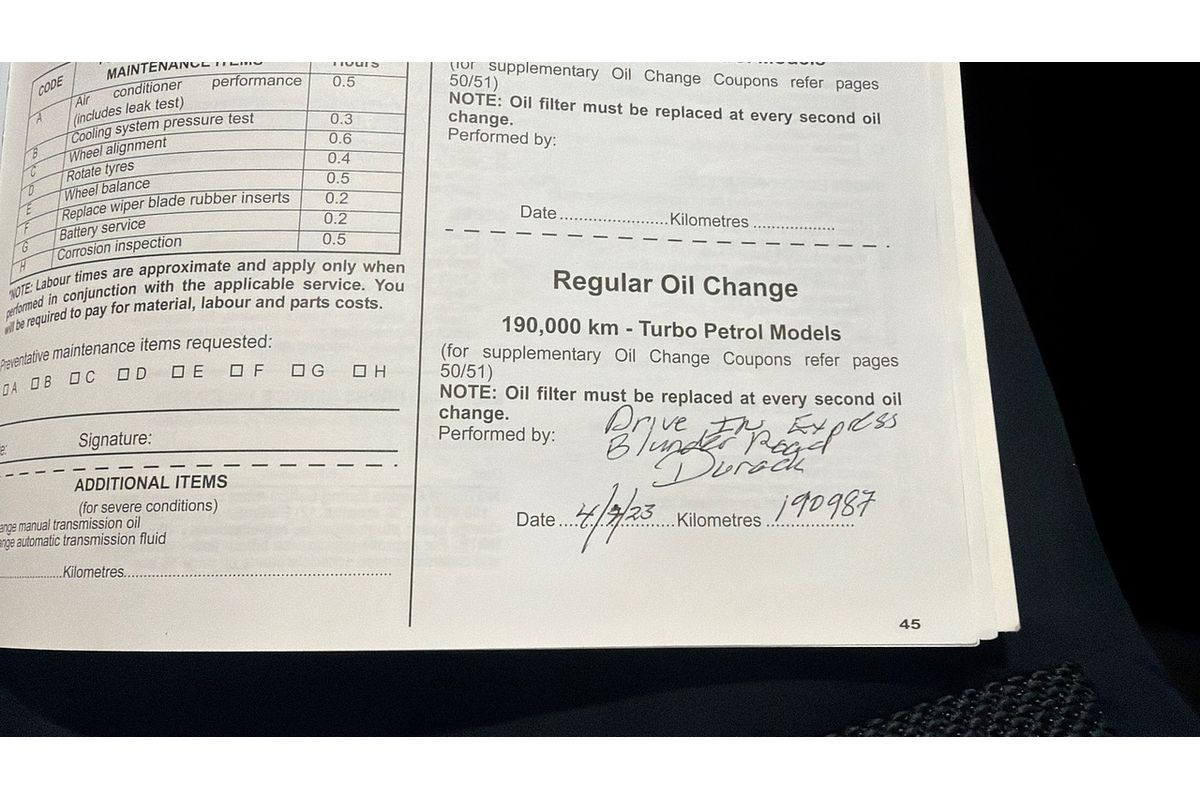 CODE MAINTENANCE ITEMS Hours
A Air conditioner performance (includes leak test) 0.5
B Cooling system pressure test 0.3
C Wheel alignment 0.6
D Rotate tyres 0.4
E Wheel balance 0.5
F Replace wiper blade rubber inserts 0.2
G Battery service 0.2
H Corrosion inspection 0.5
*NOTE: Labour times are approximate and apply only when
performed in conjunction with the applicable service. You
will be required to pay for material, labour and parts costs.
Preventative maintenance items requested:
□ A □ B □ C □ D □ E □ F □ G □ H
Signature:
ADDITIONAL ITEMS
(for severe conditions)
ange manual transmission oil
ange automatic transmission fluid
..........Kilometres..........
(for supplementary Oil Change Coupons refer pages
50/51)
NOTE: Oil filter must be replaced at every second oil
change.
Performed by:
Date..........Kilometres..........
Regular Oil Change
190,000 km - Turbo Petrol Models
(for supplementary Oil Change Coupons refer pages
50/51)
NOTE: Oil filter must be replaced at every second oil
change.
Performed by: Drive In Express
Blunder Road
Durack
Date 4/ /23 Kilometres 190987
45